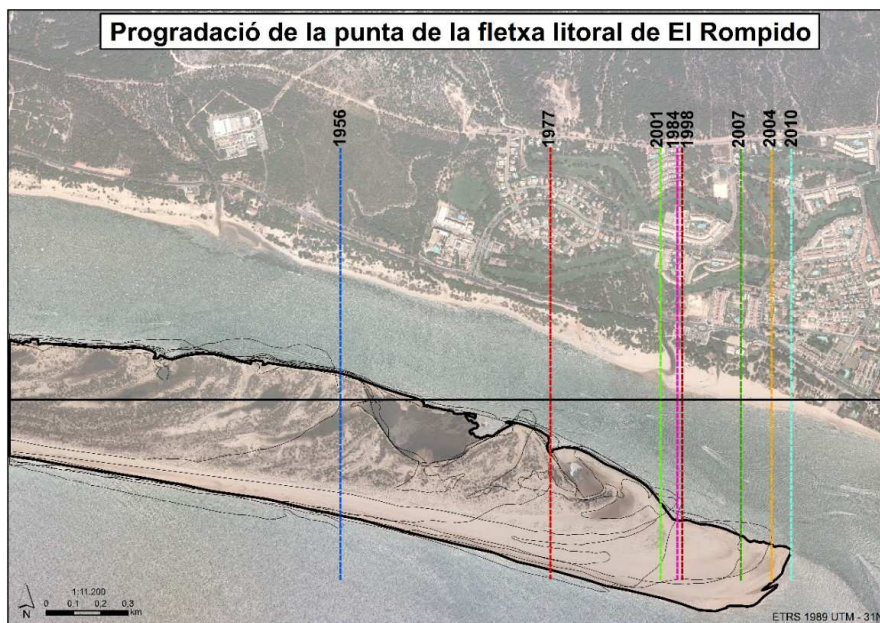 Progradació de la punta de la fletxa litoral de El Rompido
1956
1977
2001
1984
1998
2007
2004
2010
1:11.200
0 0,1 0,2 0,3
km
N
ETRS 1989 UTM - 31N